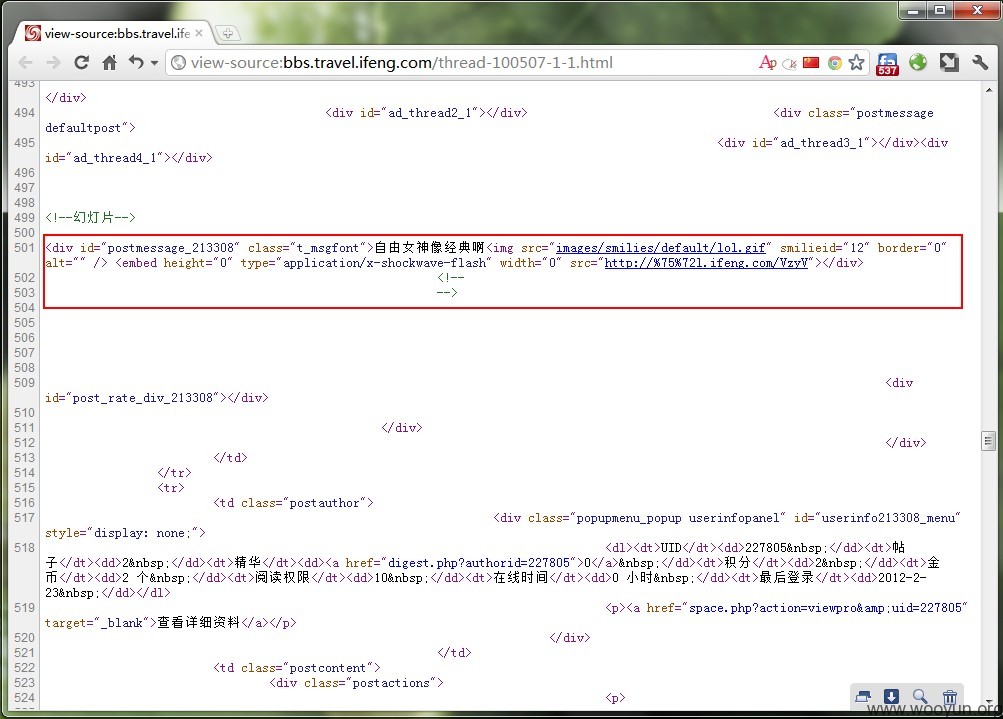 view-source:bbs.travel.ife
view-source:bbs.travel.ifeng.com/thread-100507-1-1.html
537
493
</div>
494 <div id="ad_thread2_1"></div> <div class="postmessage
defaultpost">
495 <div id="ad_thread3_1"></div><div
id="ad_thread4_1"></div>
496
497
498
499 <!--幻灯片-->
500
501 <div id="postmessage_213308" class="t_msgfont">自由女神像经典啊<img src="images/smilies/default/lol.gif" smilieid="12" border="0"
alt="" /> <embed height="0" type="application/x-shockwave-flash" width="0" src="http://%75%72l.ifeng.com/VzyV"></div>
502 <!--
503 -->
504
505
506
507
508
509 <div
id="post_rate_div_213308"></div>
510
511 </div>
512 </div>
513 </td>
514 </tr>
515 <tr>
516 <td class="postauthor">
517 <div class="popupmenu_popup userinfopanel" id="userinfo213308_menu"
style="display: none;">
518 <dl><dt>UID</dt><dd>227805&nbsp;</dd><dt>帖
子</dt><dd>2&nbsp;</dd><dt>精华</dt><dd><a href="digest.php?authorid=227805">0</a>&nbsp;</dd><dt>积分</dt><dd>2&nbsp;</dd><dt>金
币</dt><dd>2 个&nbsp;</dd><dt>阅读权限</dt><dd>10&nbsp;</dd><dt>在线时间</dt><dd>0 小时&nbsp;</dd><dt>最后登录</dt><dd>2012-2-
23&nbsp;</dd></dl>
519 <p><a href="space.php?action=viewpro&amp;uid=227805"
target="_blank">查看详细资料</a></p>
520 </div>
521 </td>
522 <td class="postcontent">
523 <div class="postactions">
524 <p>
www.wooyun.org